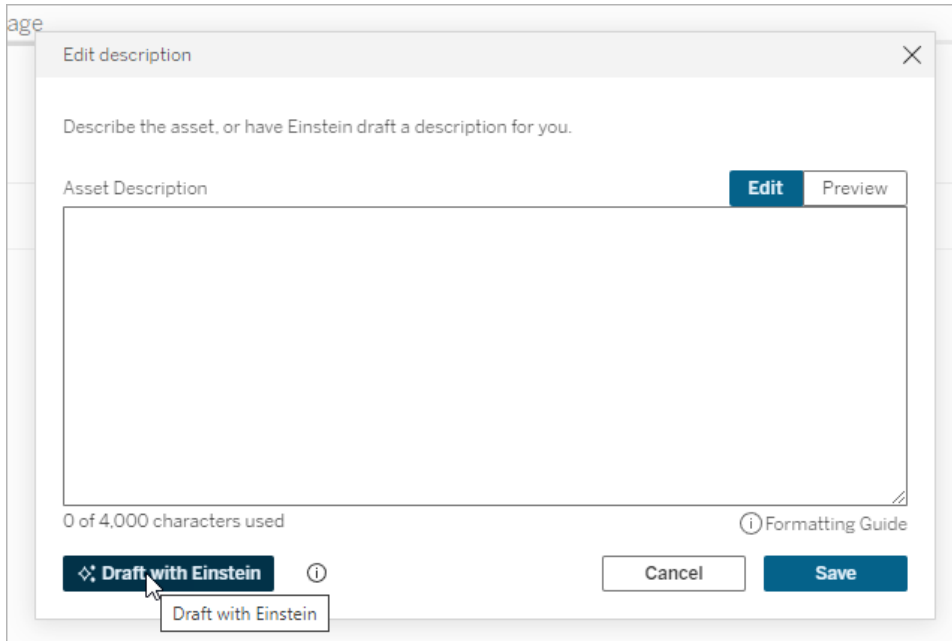 age
Edit description
Describe the asset, or have Einstein draft a description for you.
Asset Description
Edit
Preview
0 of 4,000 characters used
Formatting Guide
Draft with Einstein
Cancel
Save
Draft with Einstein